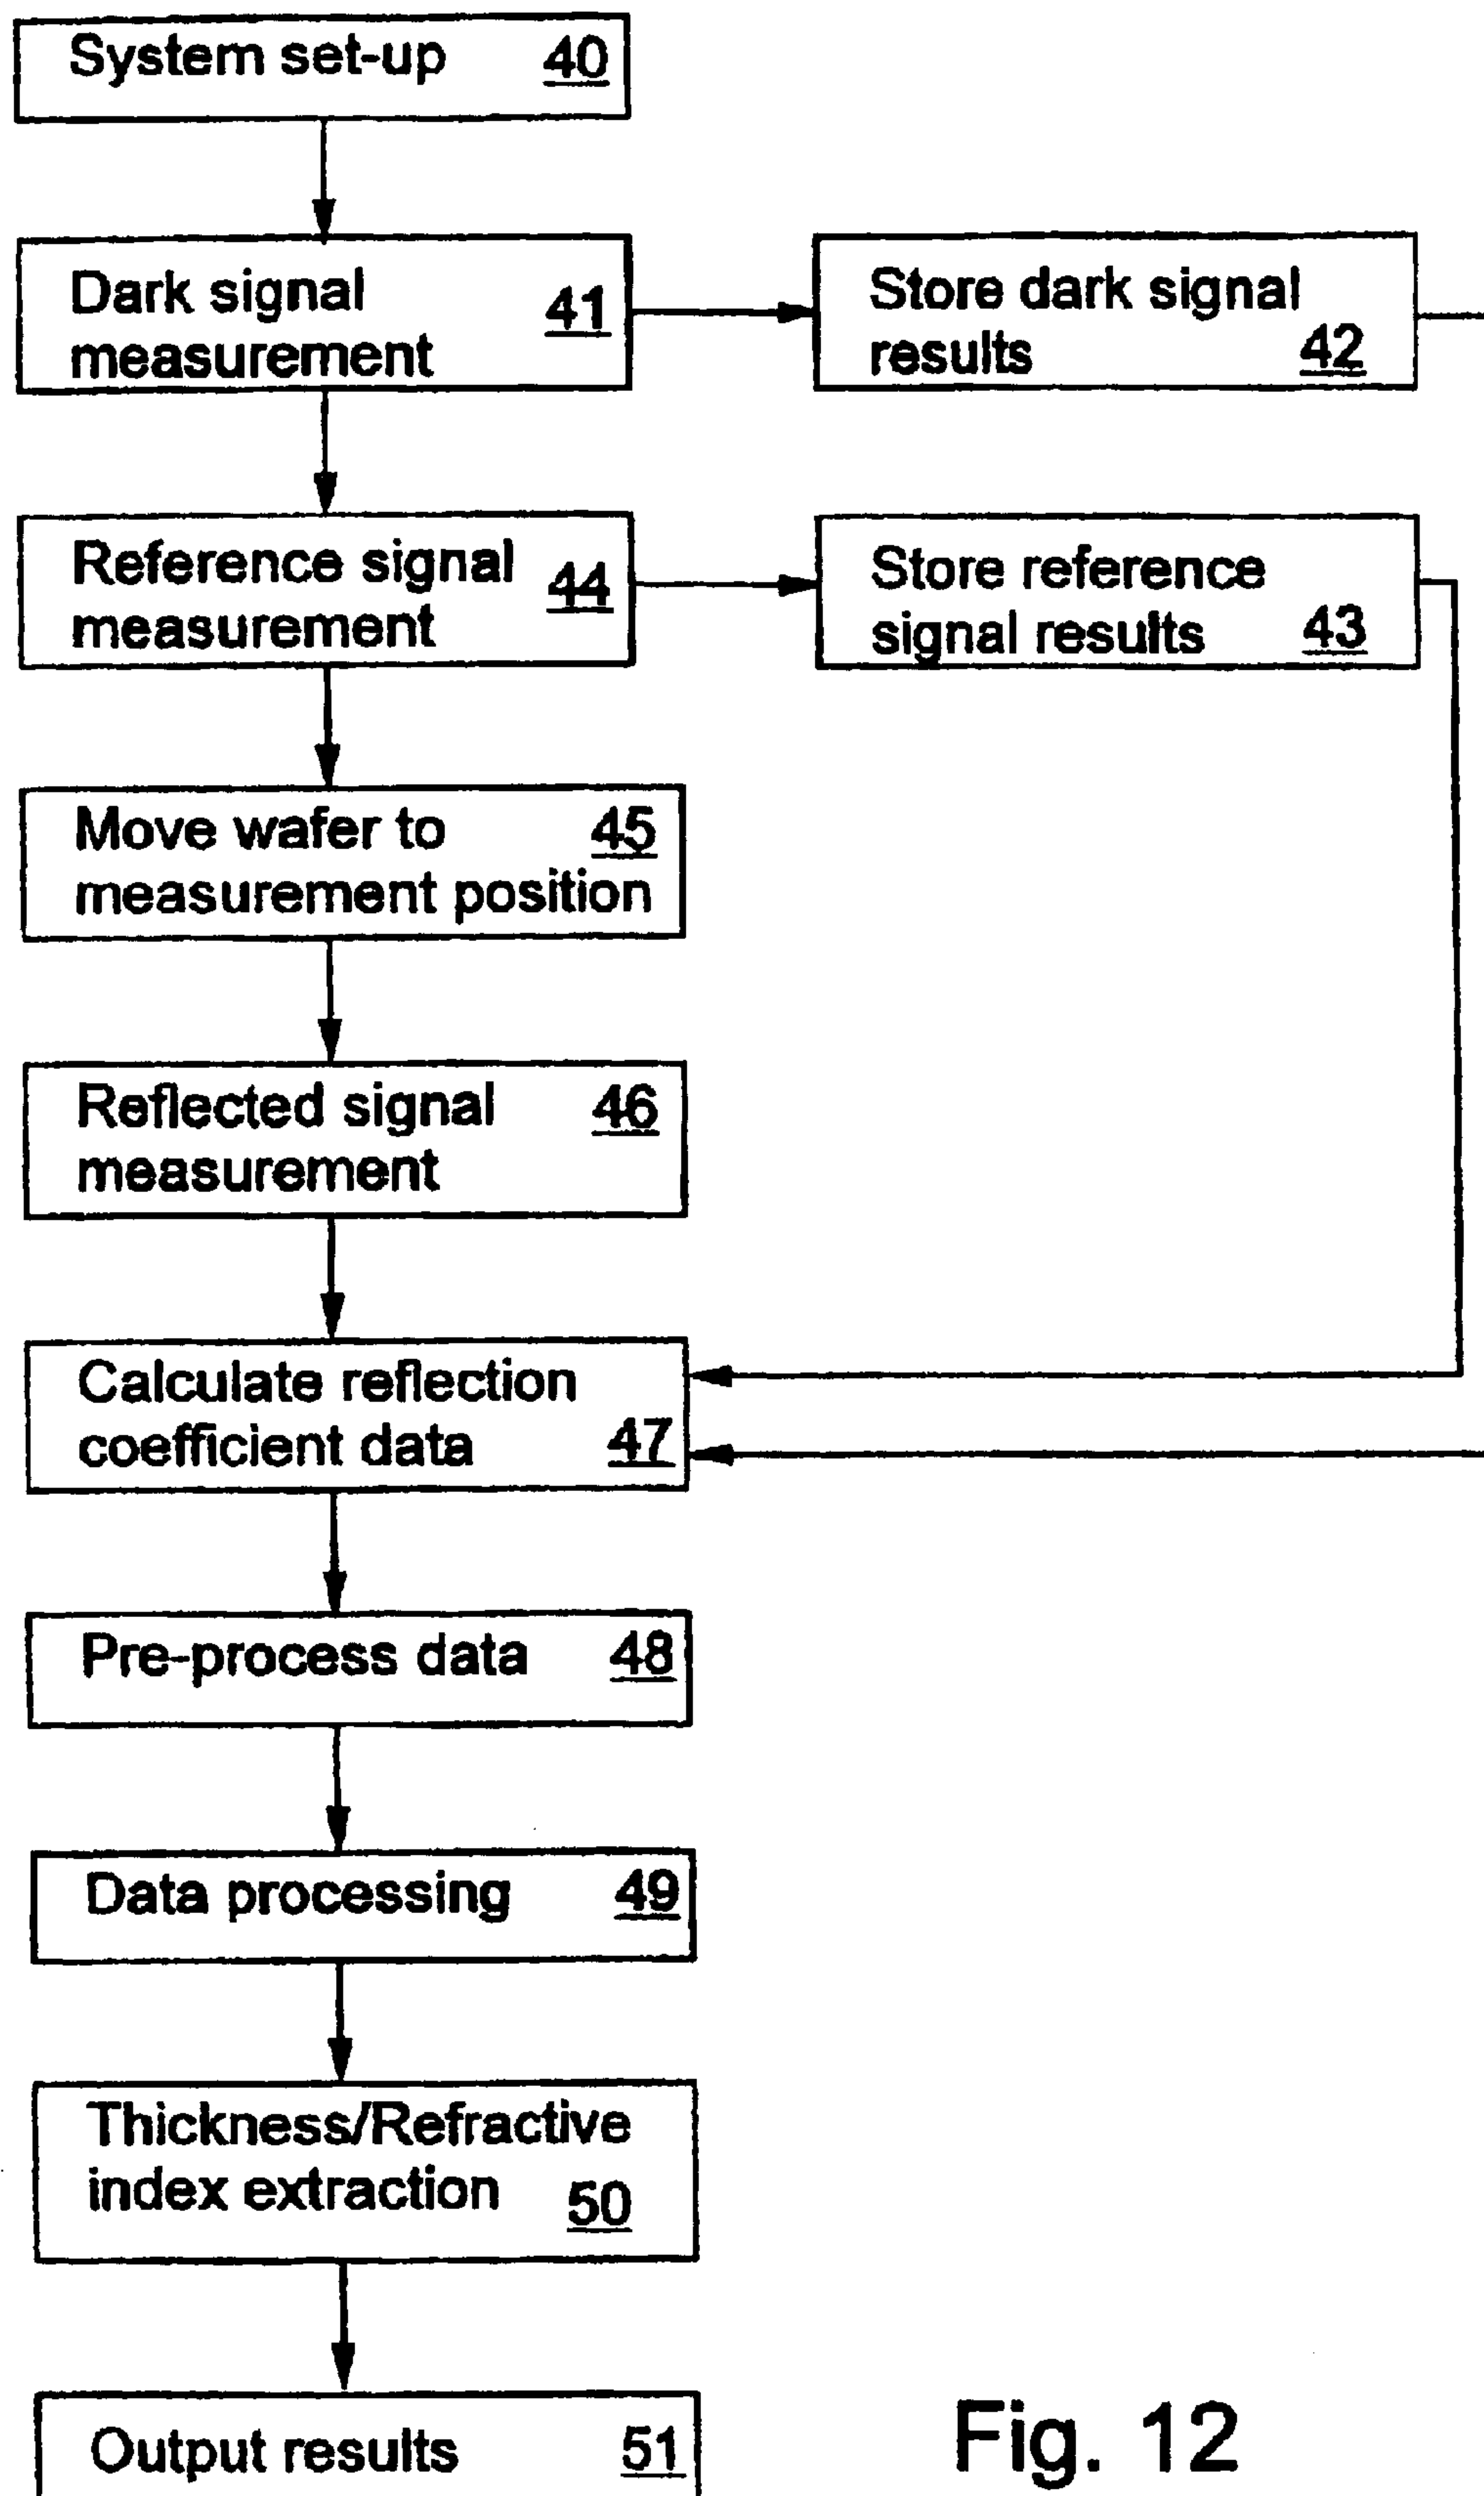 System set-up 40
Dark signal
measurement 41
Store dark signal
results 42
Reference signal
measurement 44
Store reference
signal results 43
Move wafer to 45
measurement position
Reflected signal 46
measurement
Calculate reflection
coefficient data 47
Pre-process data 48
Data processing 49
Thickness/Refractive
index extraction 50
Output results 51
Fig. 12